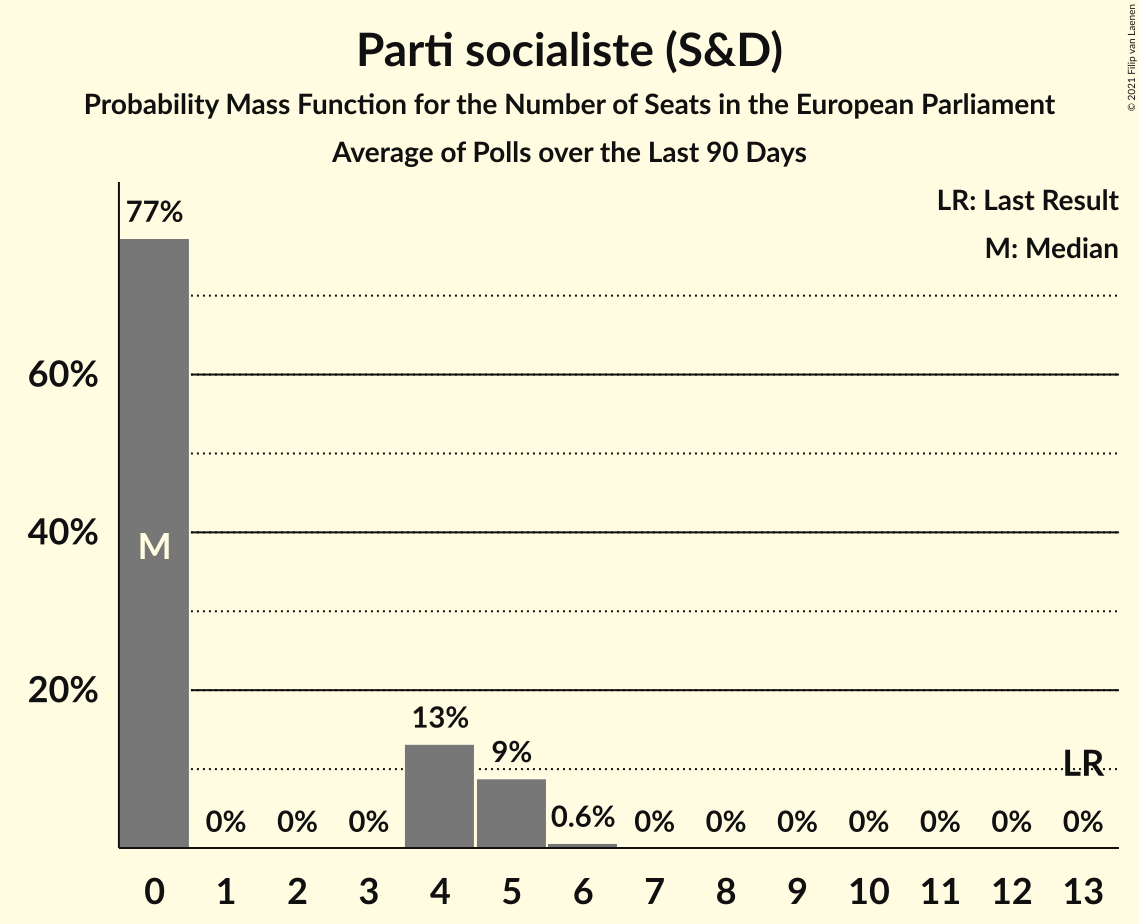 Parti socialiste (S&D)
Probability Mass Function for the Number of Seats in the European Parliament
Average of Polls over the Last 90 Days
© 2021 Filip van Laenen
LR: Last Result
M: Median
77%
60%
40%
20%
M
13%
9%
LR
0% 0% 0% 0.6% 0% 0% 0% 0% 0% 0% 0%
0 1 2 3 4 5 6 7 8 9 10 11 12 13